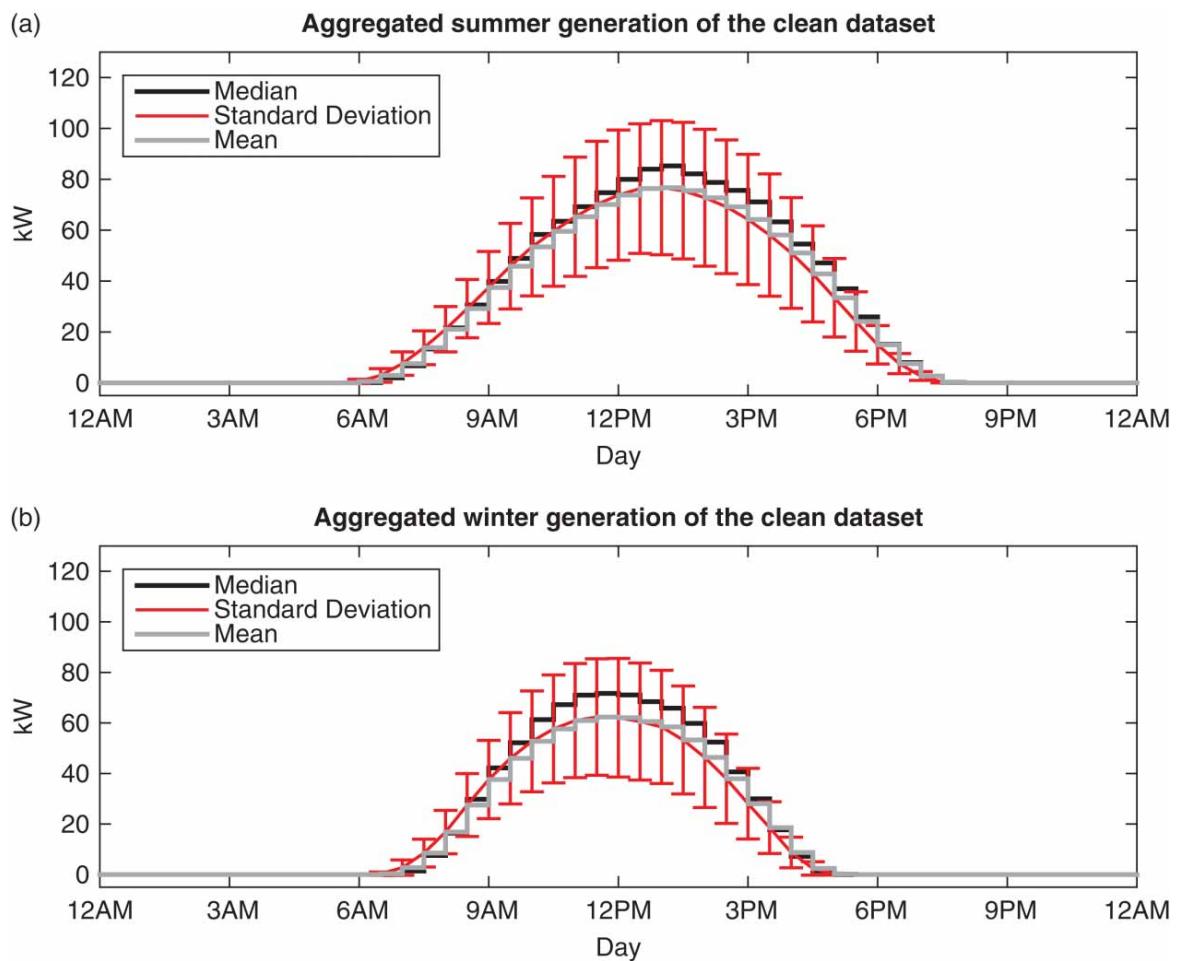 (a)
Aggregated summer generation of the clean dataset
120
100
80
60
40
20
0
kW
Median
Standard Deviation
Mean
12AM 3AM 6AM 9AM 12PM 3PM 6PM 9PM 12AM
Day
(b)
Aggregated winter generation of the clean dataset
120
100
80
60
40
20
0
kW
Median
Standard Deviation
Mean
12AM 3AM 6AM 9AM 12PM 3PM 6PM 9PM 12AM
Day